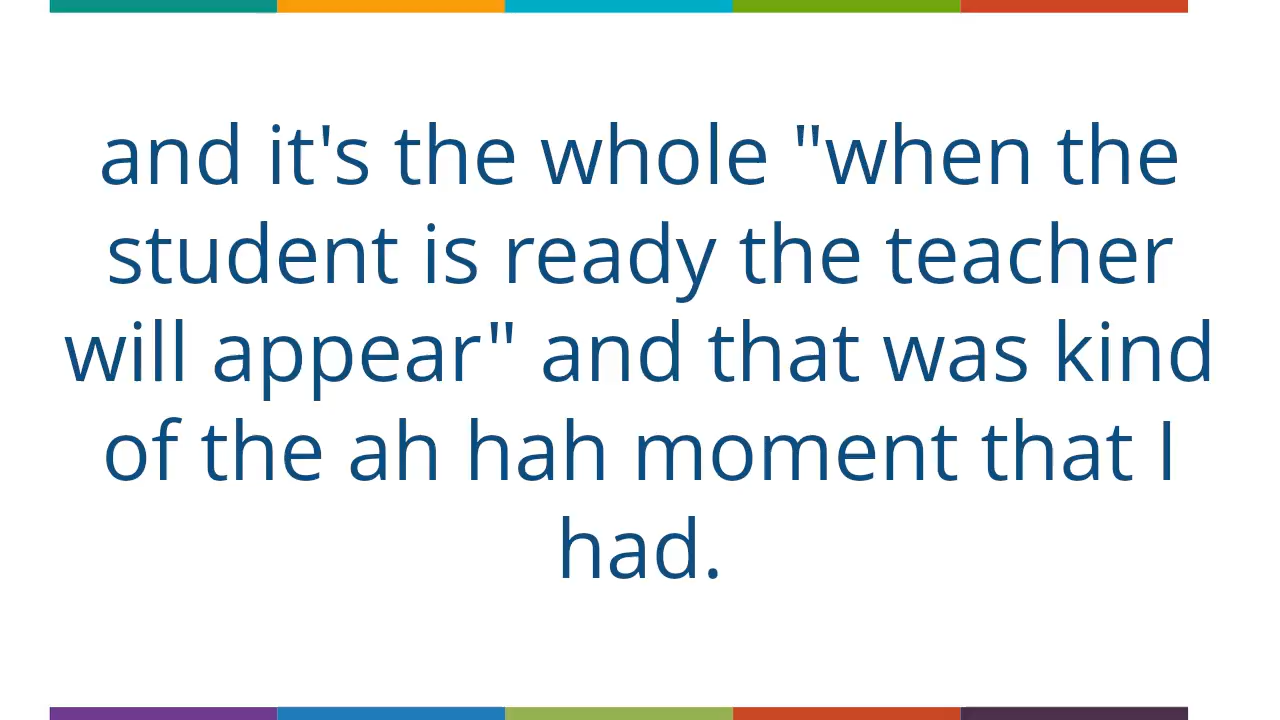 and it's the whole "when the
student is ready the teacher
will appear" and that was kind
of the ah hah moment that I
had.